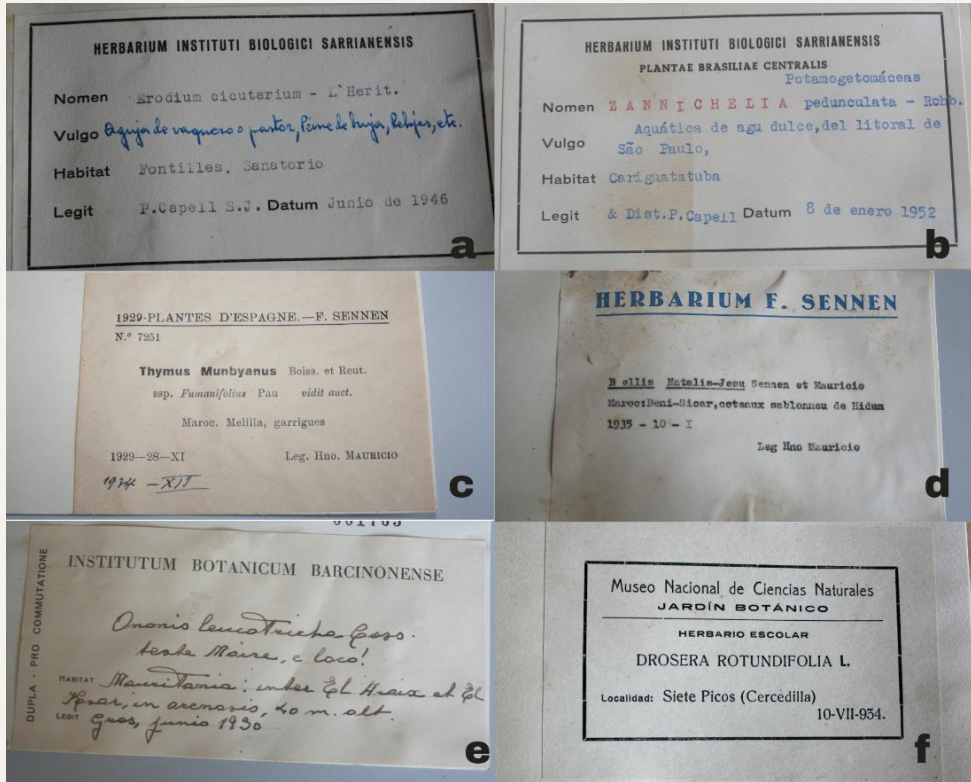 HERBARIUM INSTITUTI BIOLOGICI SARRIANENSIS
Nomen Erodium cicutarium - L'Herit.
Vulgo Aguja de vaquero o pastor, Peine de bruja, Relojes, etc.
Habitat Fontilles, Sanatorio
Legit P.Capell S.J. Datum Junio de 1946
a
HERBARIUM INSTITUTI BIOLOGICI SARRIANENSIS
PLANTAE BRASILIAE CENTRALIS
Potamogetomáceas
Nomen ZANNICHELIA pedunculata - Rchb.
Vulgo Aquática de agu dulce,del litoral de
São Paulo,
Habitat Cariguatatuba
Legit & Dist.P.Capell Datum 8 de enero 1952
b
1929-PLANTES D'ESPAGNE.—F. SENNEN
N.º 7251
Thymus Munbyanus Boiss. et Reut.
ssp. Fumanifolius Pau vidit auct.
Maroc. Melilla, garrigues
1929—28—XI Leg. Hno. MAURICIO
1934 - XII
c
HERBARIUM F. SENNEN
Bellis Natalis-Jesu Sennen et Mauricio
Maroc:Beni-Sicar,coteaux sablonneu de Hidum
1935 - 10 - I
Leg Hno Mauricio
d
001763
DUPLA - PRO COMMUTATIONE
INSTITUTUM BOTANICUM BARCINONENSE
Ononis leucotricha Coss.
teste Maire, e loco!
HABITAT Mauritania: inter El Araix et El
Ksar, in arenosis, 40 m. alt.
LEGIT Gros, junio 1930
e
Museo Nacional de Ciencias Naturales
JARDÍN BOTÁNICO
HERBARIO ESCOLAR
DROSERA ROTUNDIFOLIA L.
Localidad: Siete Picos (Cercedilla)
10-VII-934.
f